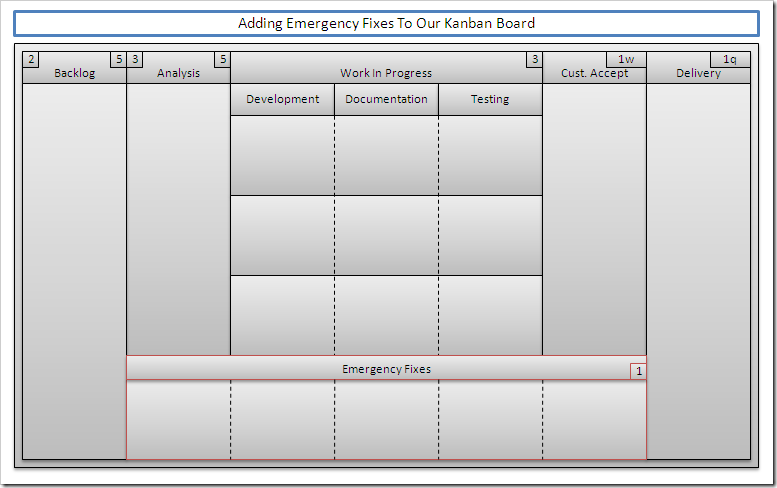 Adding Emergency Fixes To Our Kanban Board
2 5 3 5 3 1w 1q
Backlog Analysis Work In Progress Cust. Accept Delivery
Development Documentation Testing
Emergency Fixes 1